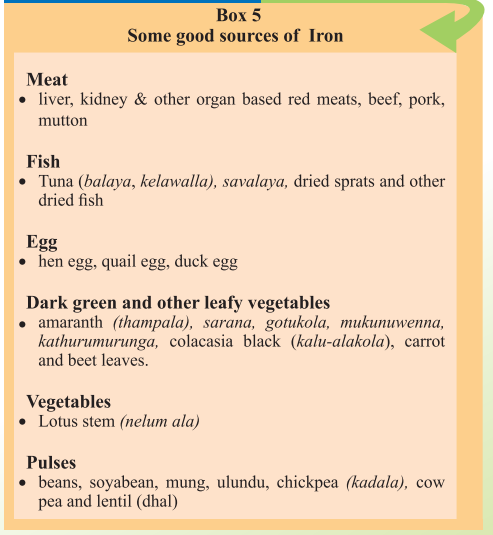 Box 5
Some good sources of Iron
Meat
• liver, kidney & other organ based red meats, beef, pork,
mutton
Fish
• Tuna (balaya, kelawalla), savalaya, dried sprats and other
dried fish
Egg
• hen egg, quail egg, duck egg
Dark green and other leafy vegetables
• amaranth (thampala), sarana, gotukola, mukunuwenna,
kathurumurunga, colacasia black (kalu-alakola), carrot
and beet leaves.
Vegetables
• Lotus stem (nelum ala)
Pulses
• beans, soyabean, mung, ulundu, chickpea (kadala), cow
pea and lentil (dhal)